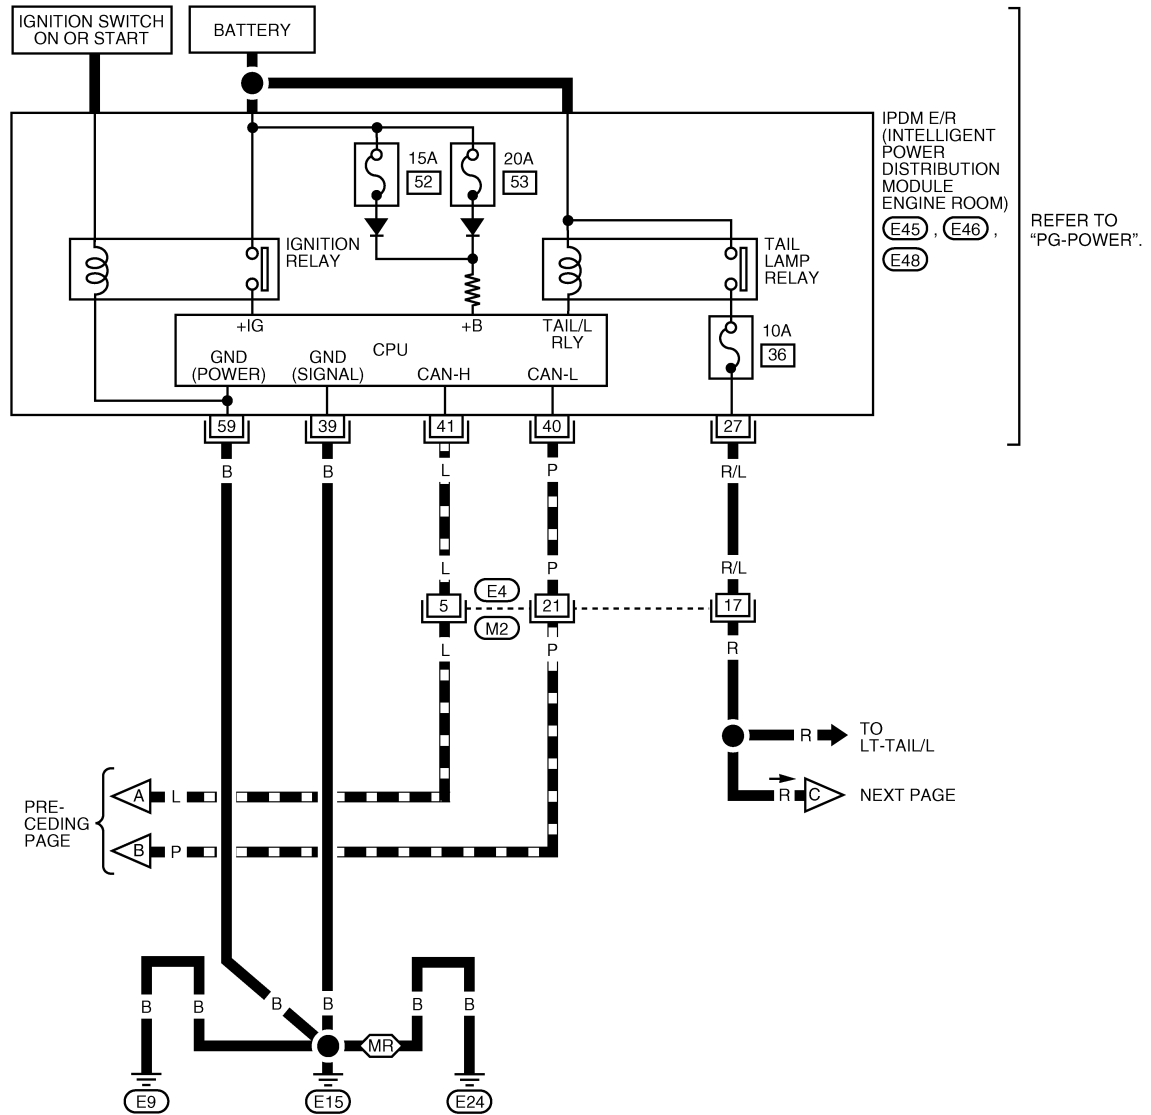 IGNITION SWITCH
ON OR START
BATTERY
IPDM E/R
(INTELLIGENT
POWER
DISTRIBUTION
MODULE
ENGINE ROOM)
E45 , E46 ,
E48
REFER TO
“PG-POWER”.
15A
52
20A
53
IGNITION
RELAY
TAIL
LAMP
RELAY
+IG
+B
TAIL/L
RLY
10A
36
CPU
GND
(POWER)
GND
(SIGNAL)
CAN-H
CAN-L
59
39
41
40
27
B
B
L
P
R/L
L
P
R/L
E4
5
21
17
M2
L
P
R
R
TO
LT-TAIL/L
PRE-
CEDING
PAGE
A
L
R
C
NEXT PAGE
B
P
B
B
B
B
B
B
MR
E9
E15
E24